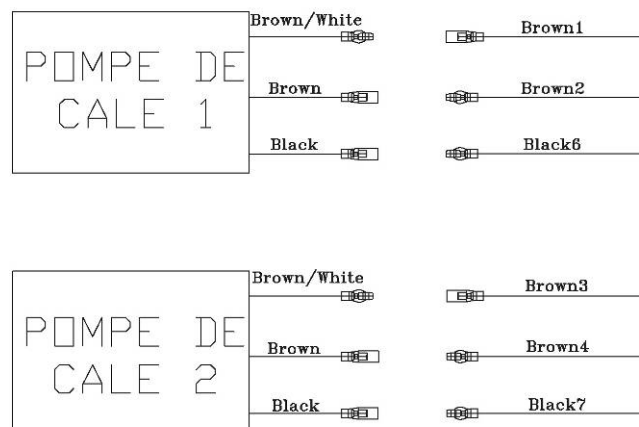 Brown/White
Brown1
POMPE DE
Brown
Brown2
CALE 1
Black
Black6
Brown/White
Brown3
POMPE DE
Brown
Brown4
CALE 2
Black
Black7